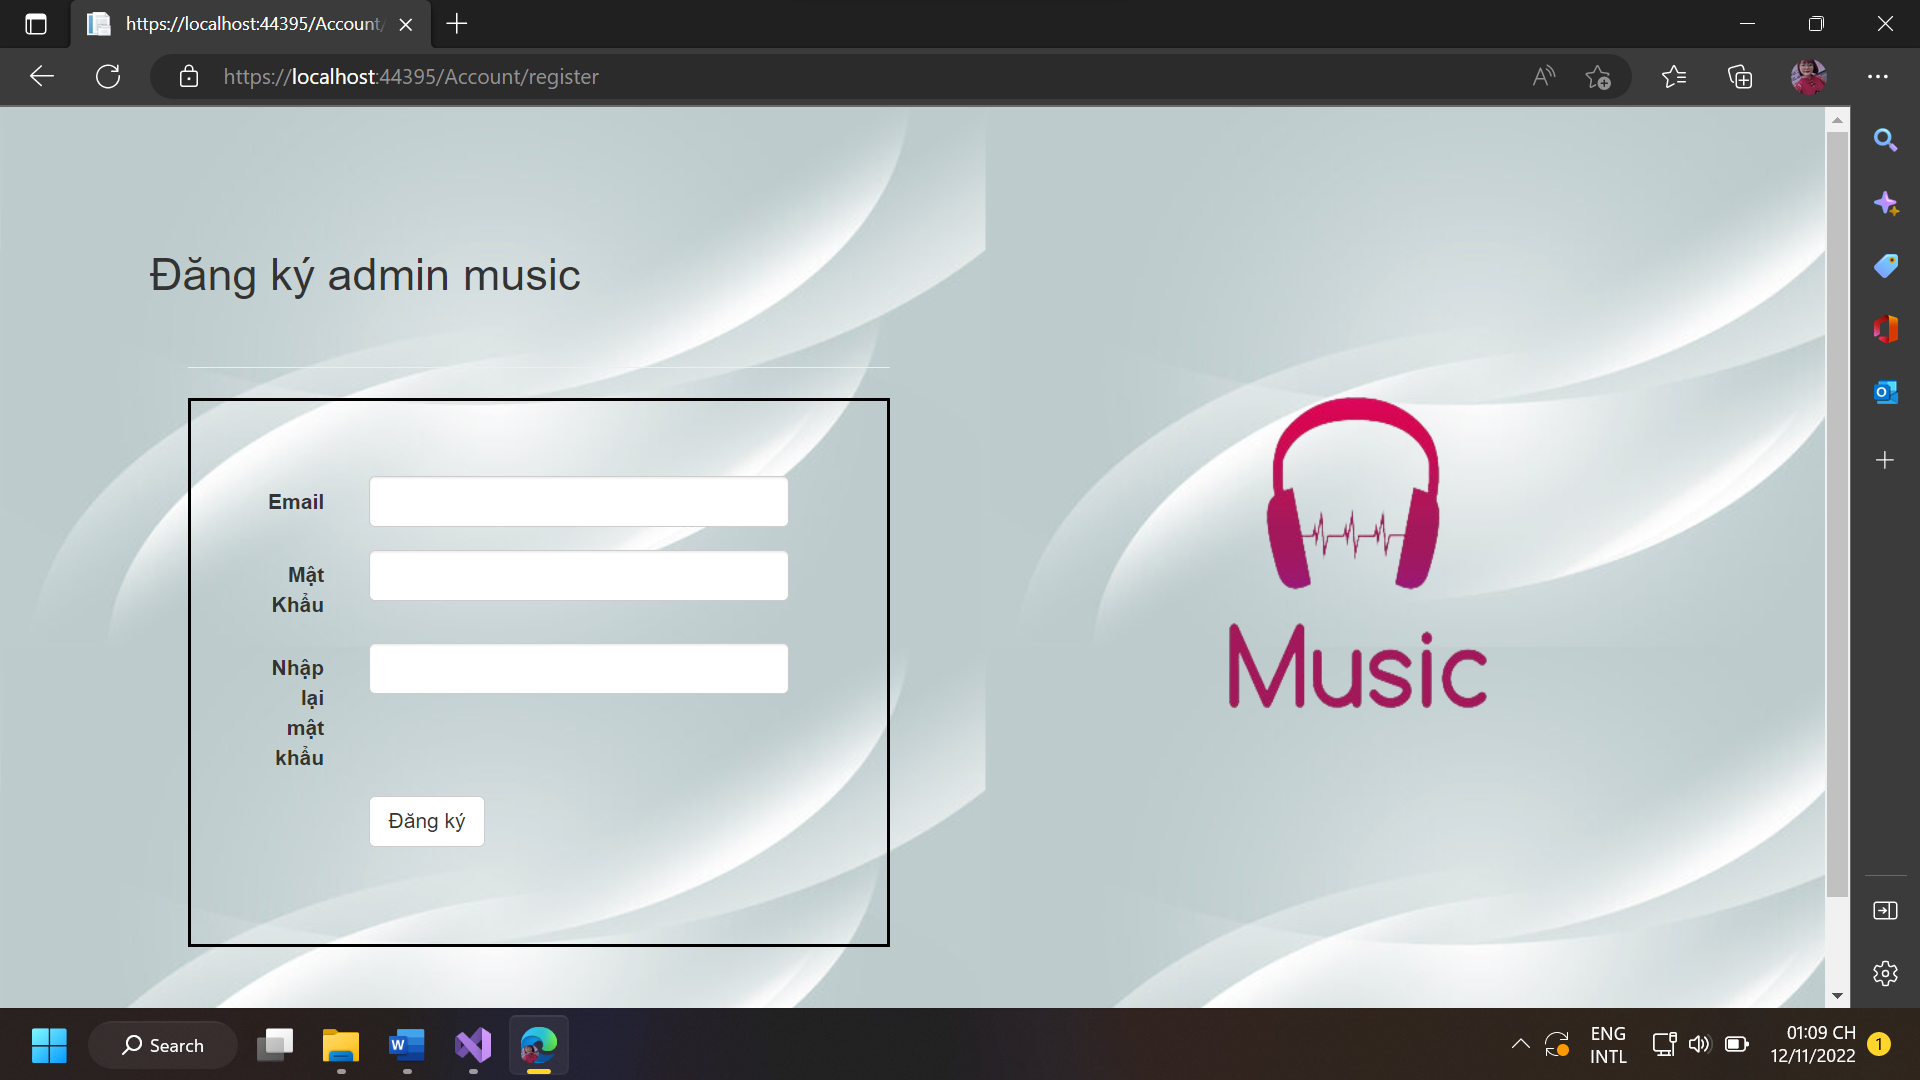 https://localhost:44395/Account/
https://localhost:44395/Account/register
Đăng ký admin music
Email
Mật
Khẩu
Nhập
lại
mật
khẩu
Đăng ký
Music
Search
ENG
INTL
01:09 CH
12/11/2022
1